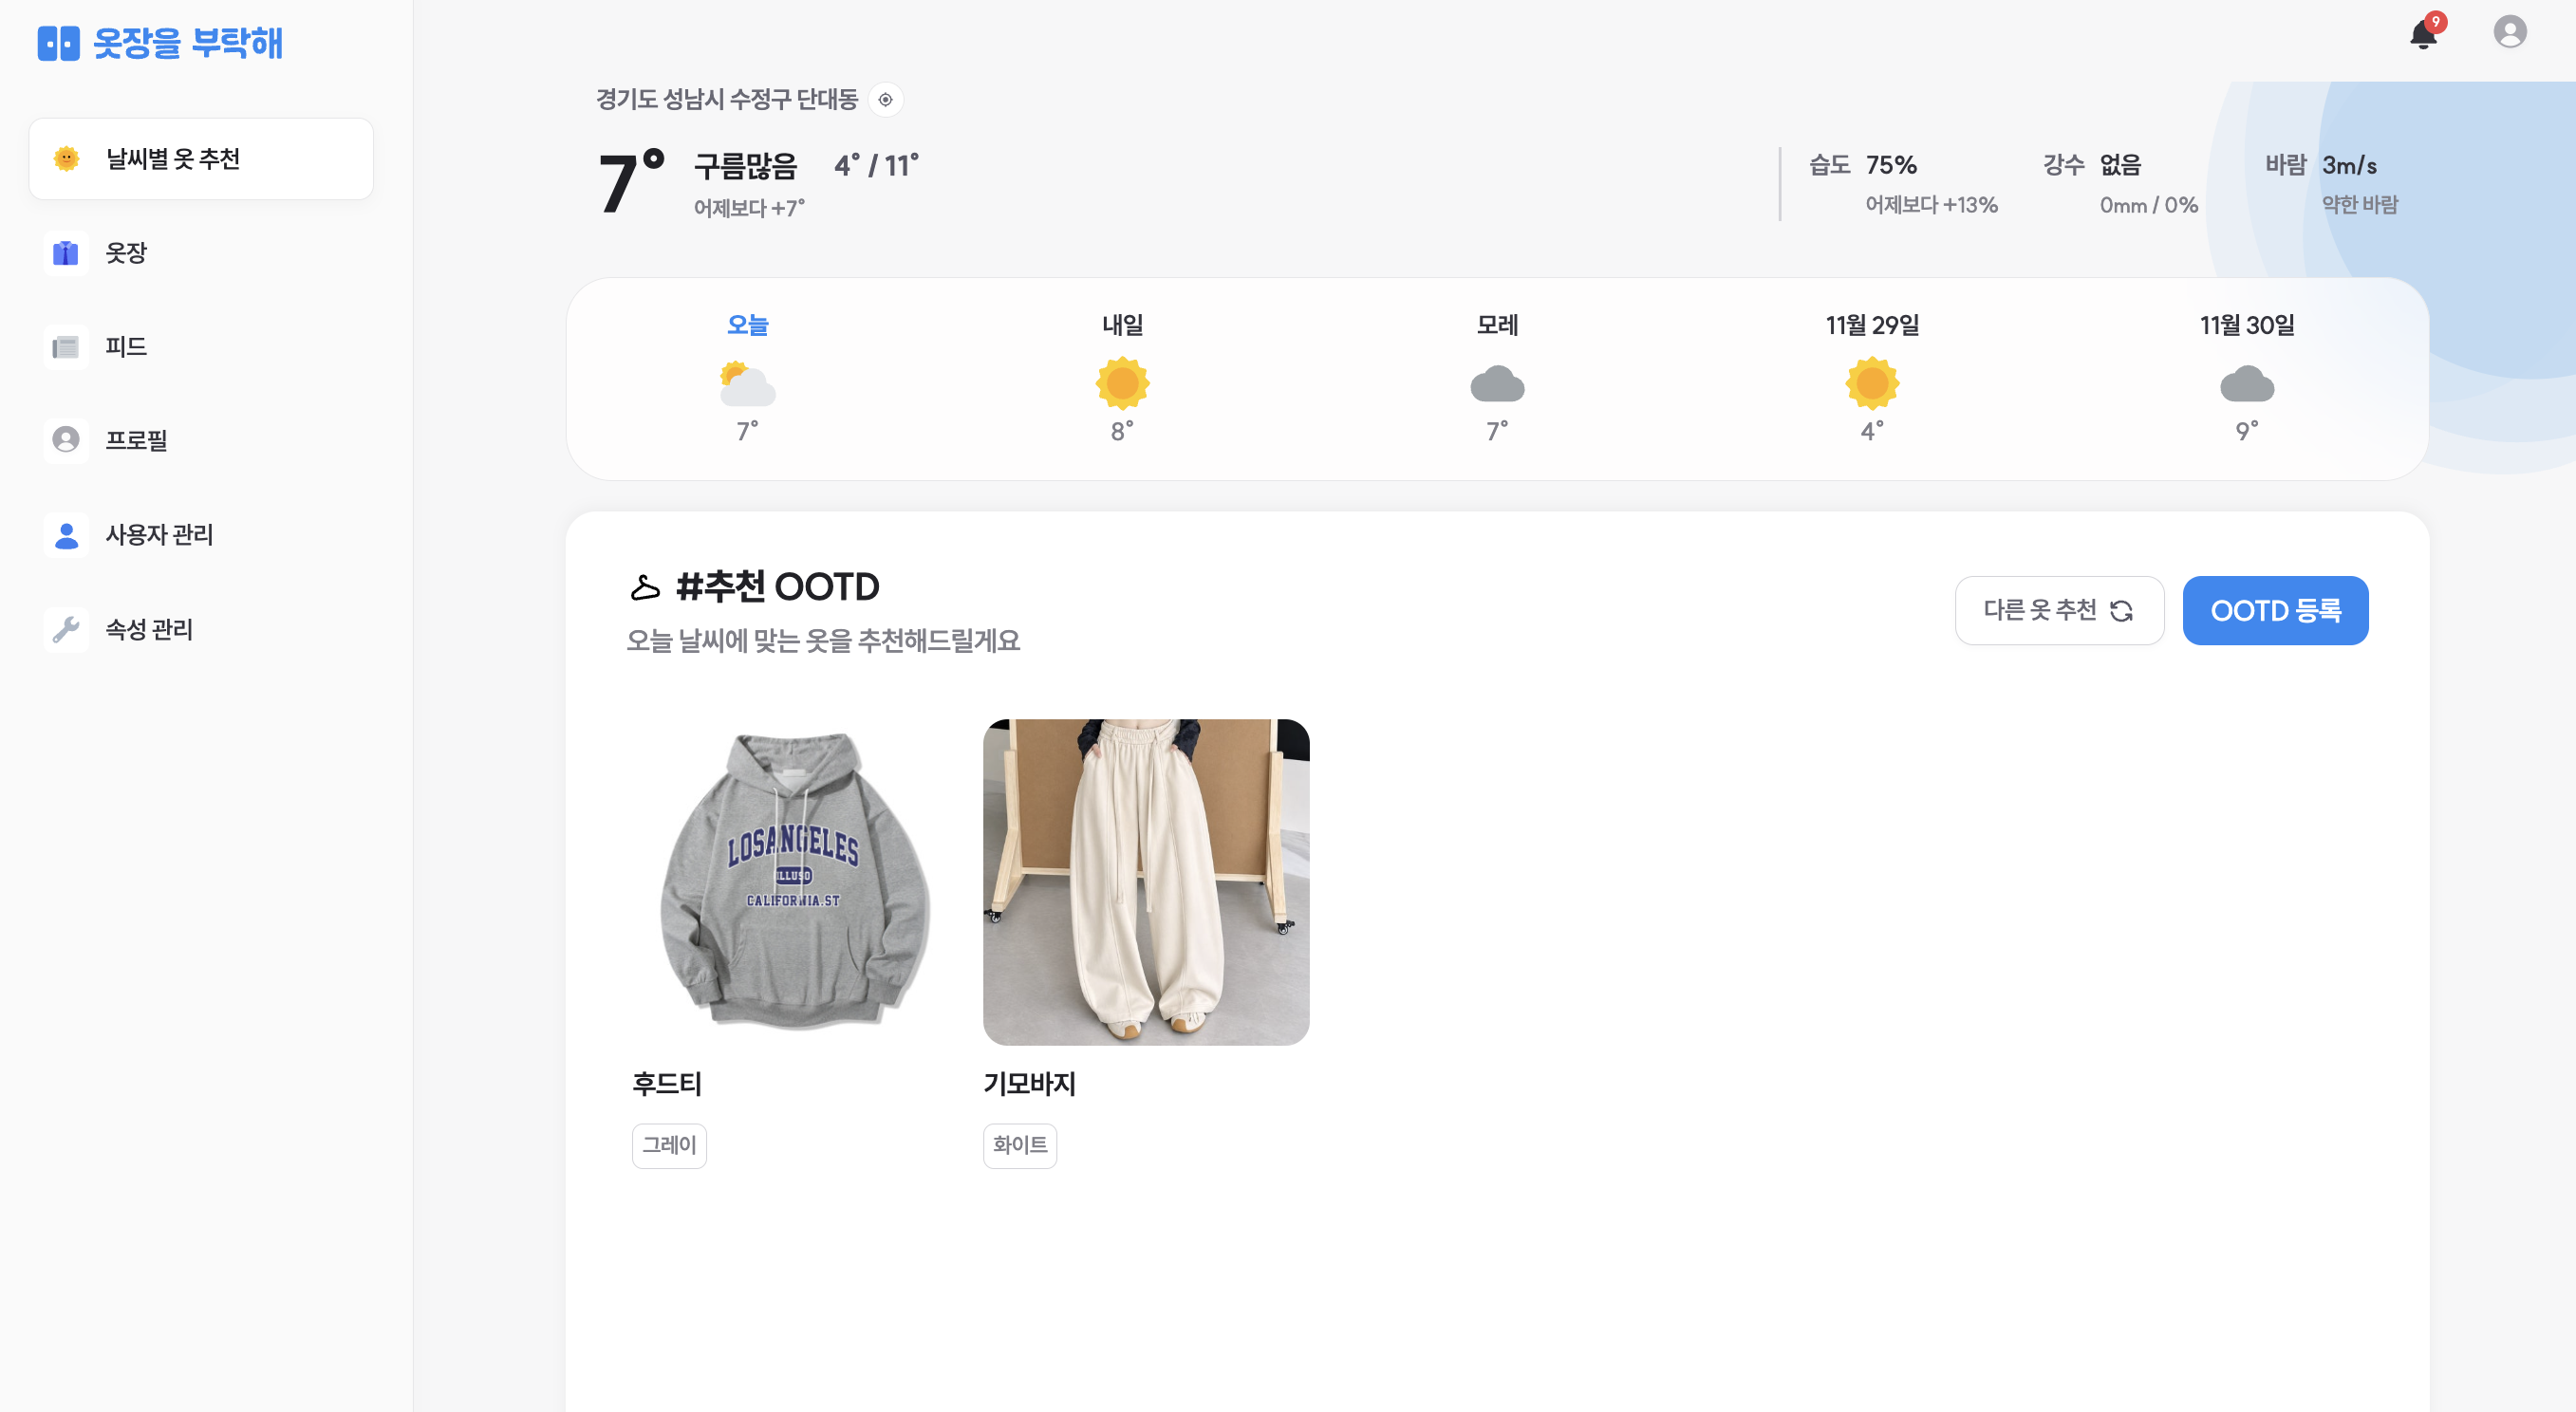 옷장을 부탁해
9
날씨별 옷 추천
옷장
피드
프로필
사용자 관리
속성 관리
경기도 성남시 수정구 단대동
7°
구름많음 4° / 11°
어제보다 +7°
습도 75%
어제보다 +13%
강수 없음
0mm / 0%
바람 3m/s
약한 바람
오늘
7°
내일
8°
모레
7°
11월 29일
4°
11월 30일
9°
#추천 OOTD
오늘 날씨에 맞는 옷을 추천해드릴게요
다른 옷 추천
OOTD 등록
LOSANGELES
ILLUSO
CALIFORNIA.ST
후드티
그레이
기모바지
화이트